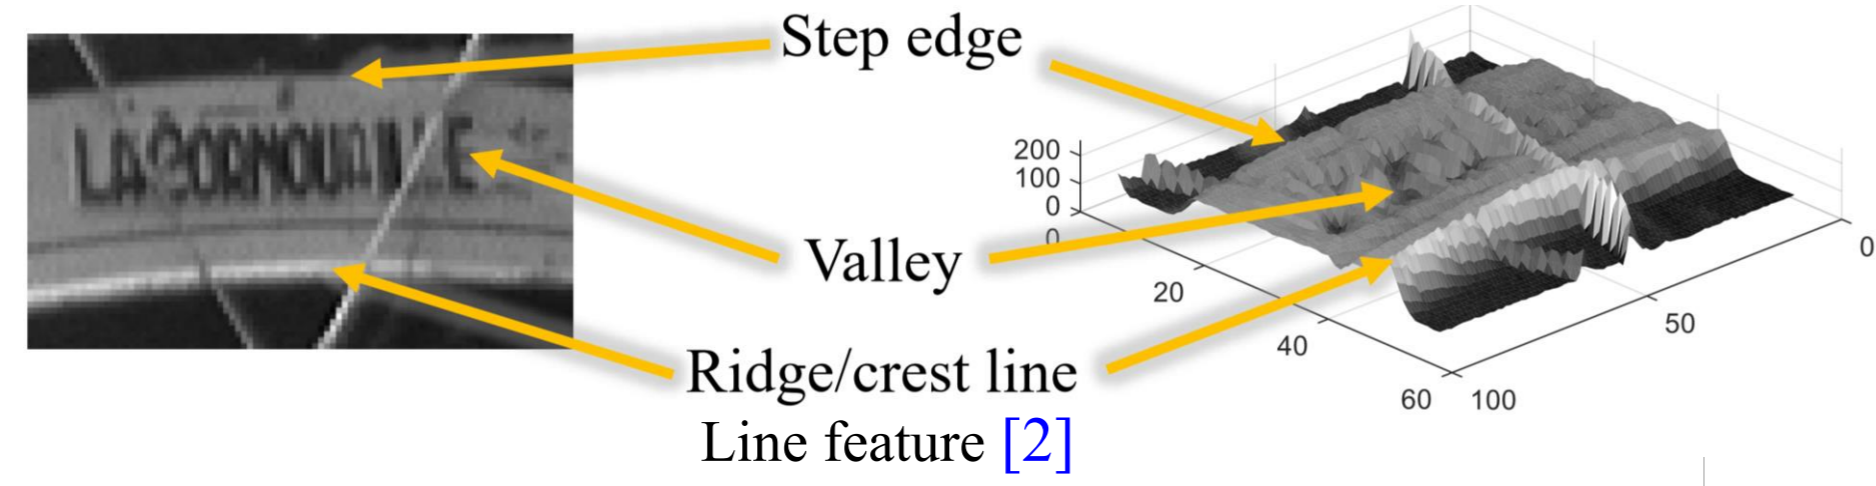 Step edge
LA CORNOUAILLE
Valley
Ridge/crest line
Line feature [2]
200
100
0
0
20
40
60
100
50
0